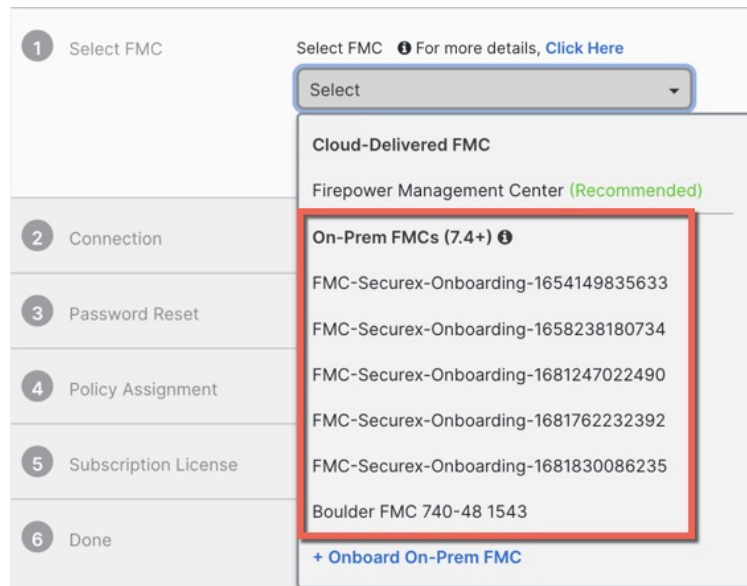 1 Select FMC
Select FMC For more details, Click Here
Select
Cloud-Delivered FMC
Firepower Management Center (Recommended)
2 Connection
On-Prem FMCs (7.4+)
FMC-Securex-Onboarding-1654149835633
3 Password Reset
FMC-Securex-Onboarding-1658238180734
FMC-Securex-Onboarding-1681247022490
4 Policy Assignment
FMC-Securex-Onboarding-1681762232392
5 Subscription License
FMC-Securex-Onboarding-1681830086235
Boulder FMC 740-48 1543
6 Done
+ Onboard On-Prem FMC